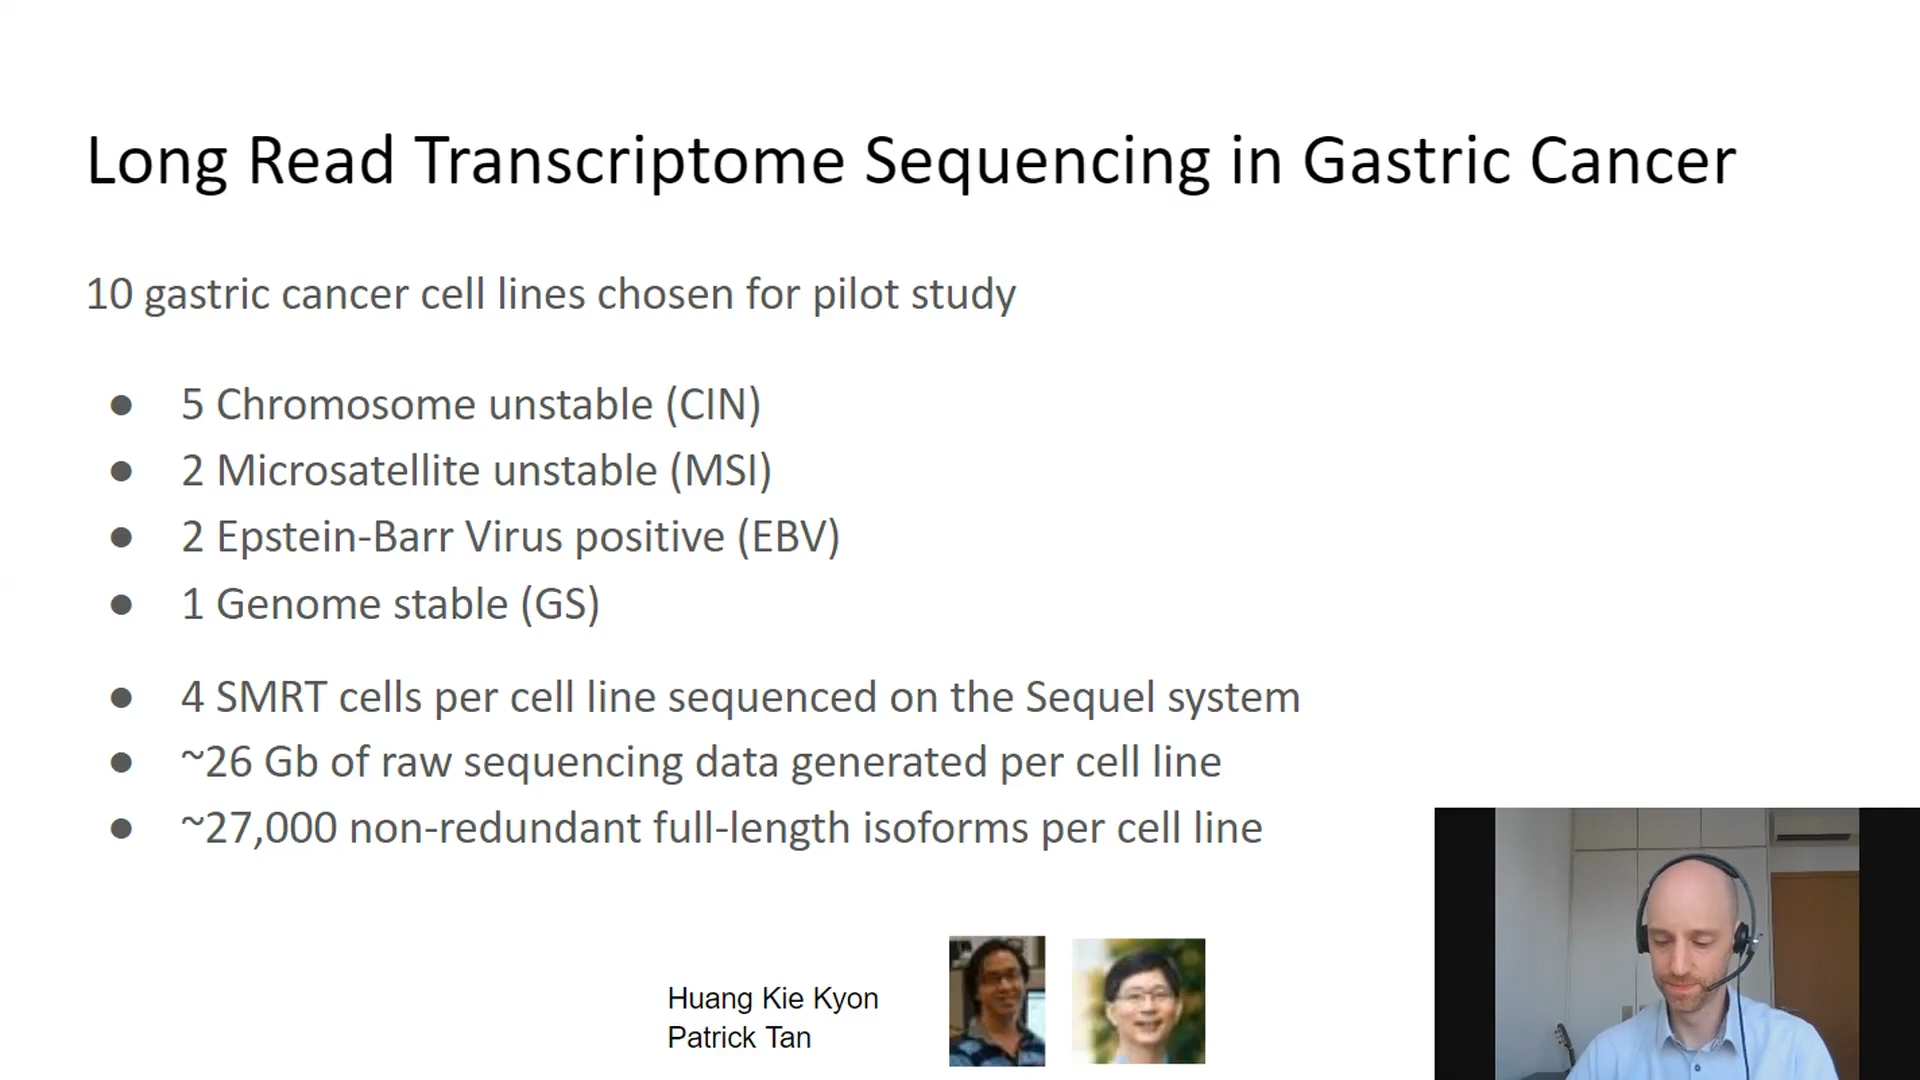 Long Read Transcriptome Sequencing in Gastric Cancer
10 gastric cancer cell lines chosen for pilot study
● 5 Chromosome unstable (CIN)
● 2 Microsatellite unstable (MSI)
● 2 Epstein-Barr Virus positive (EBV)
● 1 Genome stable (GS)
● 4 SMRT cells per cell line sequenced on the Sequel system
● ~26 Gb of raw sequencing data generated per cell line
● ~27,000 non-redundant full-length isoforms per cell line
Huang Kie Kyon
Patrick Tan